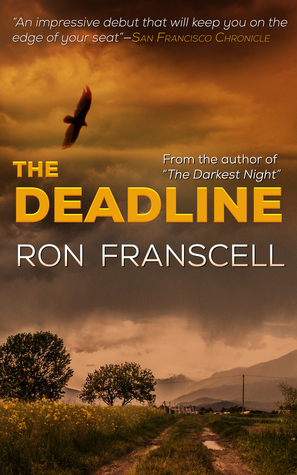 "An impressive debut that will keep you on the
edge of your seat"—SAN FRANCISCO CHRONICLE
From the author of
"The Darkest Night"
THE
DEADLINE
RON FRANSCELL